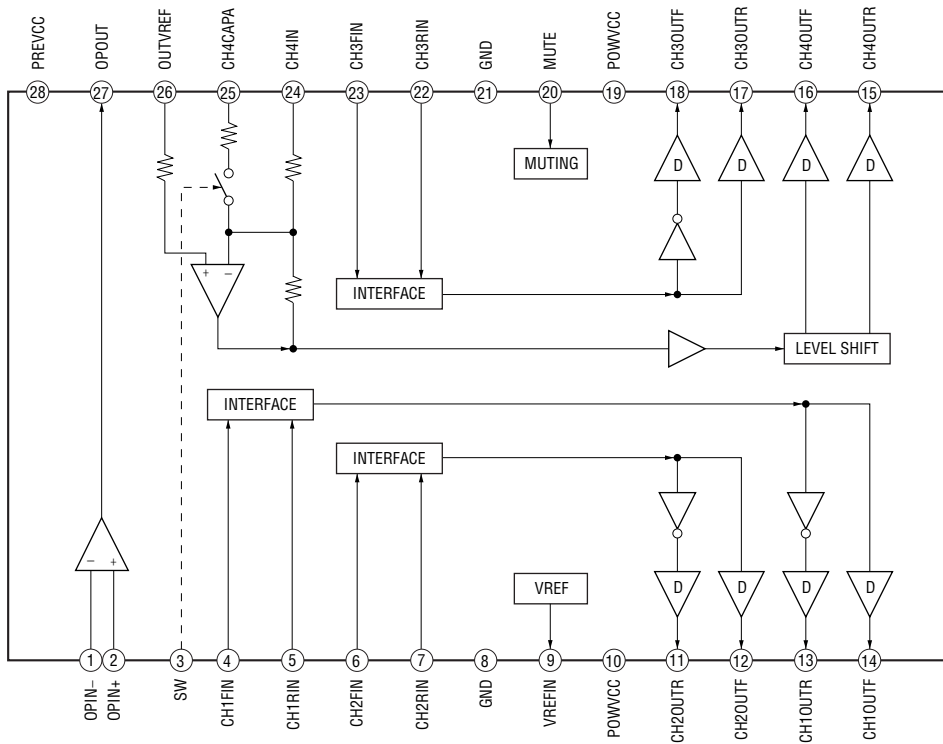 PREVCC
OPOUT
OUTVREF
CH4CAPA
CH4IN
CH3FIN
CH3RIN
GND
MUTE
POWVCC
CH3OUTF
CH3OUTR
CH4OUTF
CH4OUTR
28
27
26
25
24
23
22
21
20
19
18
17
16
15
MUTING
D
D
D
D
+ −
INTERFACE
LEVEL SHIFT
INTERFACE
INTERFACE
− +
VREF
D
D
D
D
1
2
3
4
5
6
7
8
9
10
11
12
13
14
OPIN−
OPIN+
SW
CH1FIN
CH1RIN
CH2FIN
CH2RIN
GND
VREFIN
POWVCC
CH2OUTR
CH2OUTF
CH1OUTR
CH1OUTF